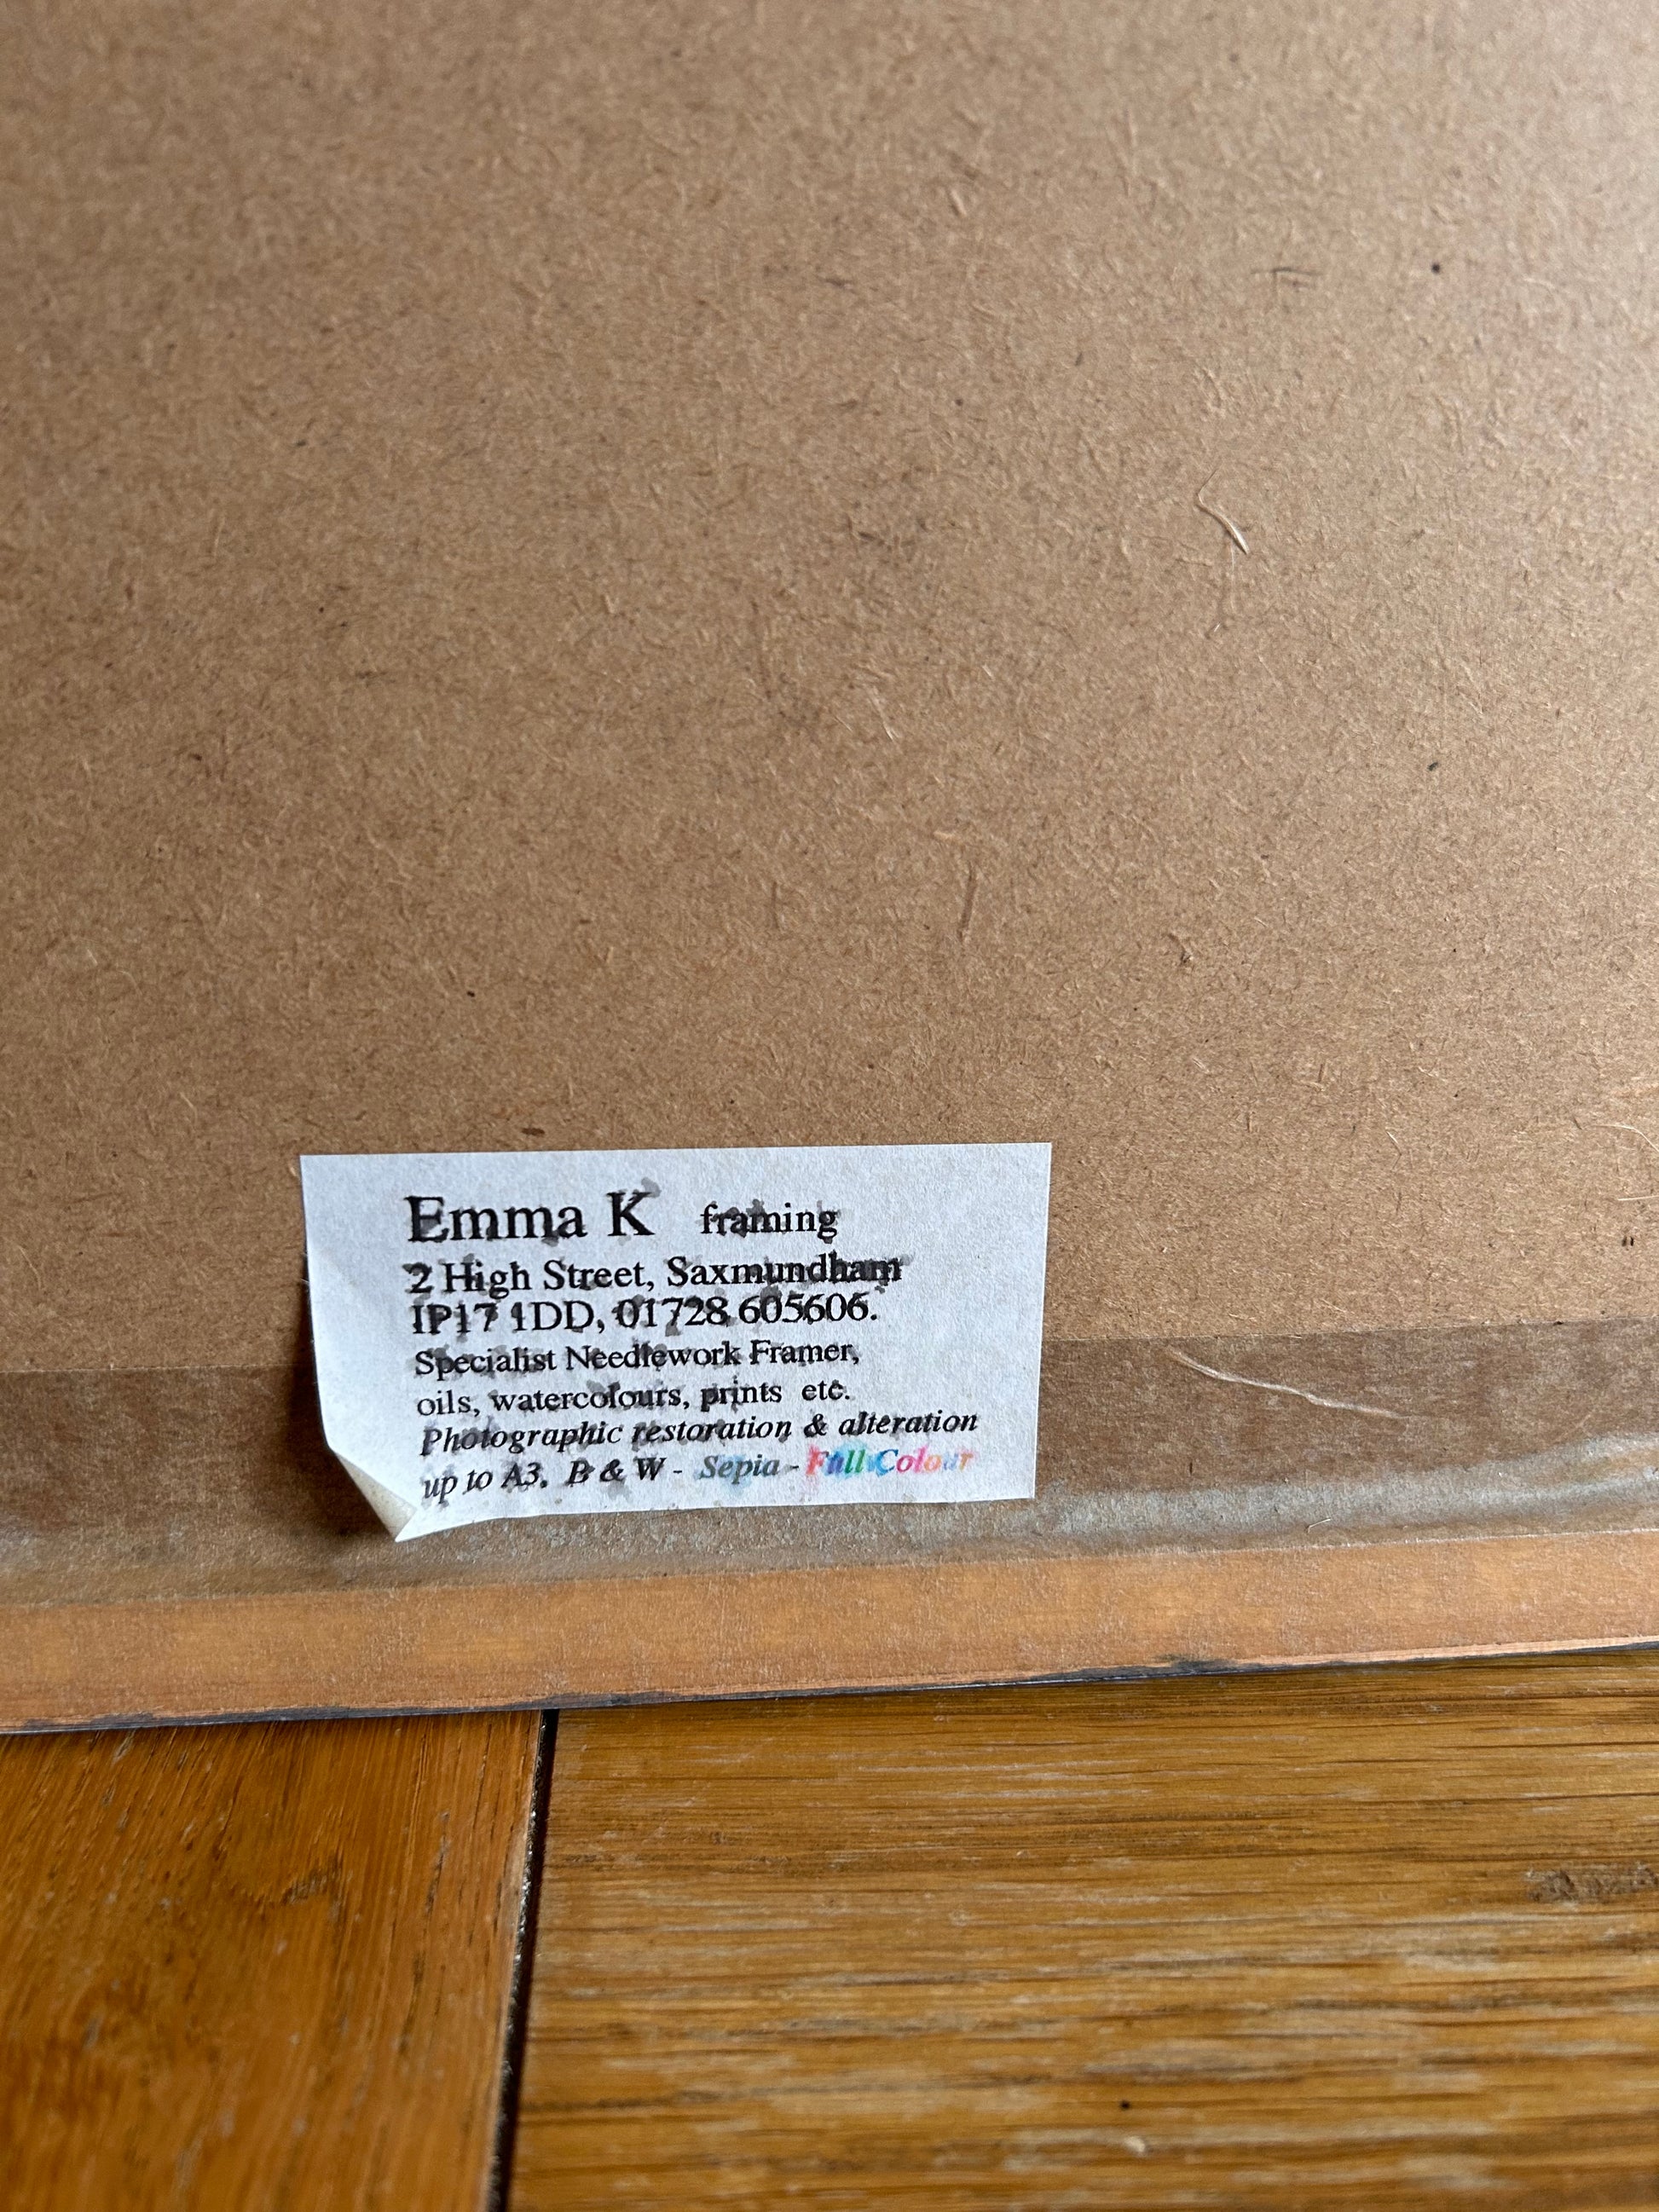 Emma K framing
2 High Street, Saxmundham
IP17 1DD, 01728 605606.
Specialist Needlework Framer,
oils, watercolours, prints etc.
Photographic restoration & alteration
up to A3, B & W - Sepia - Full Colour